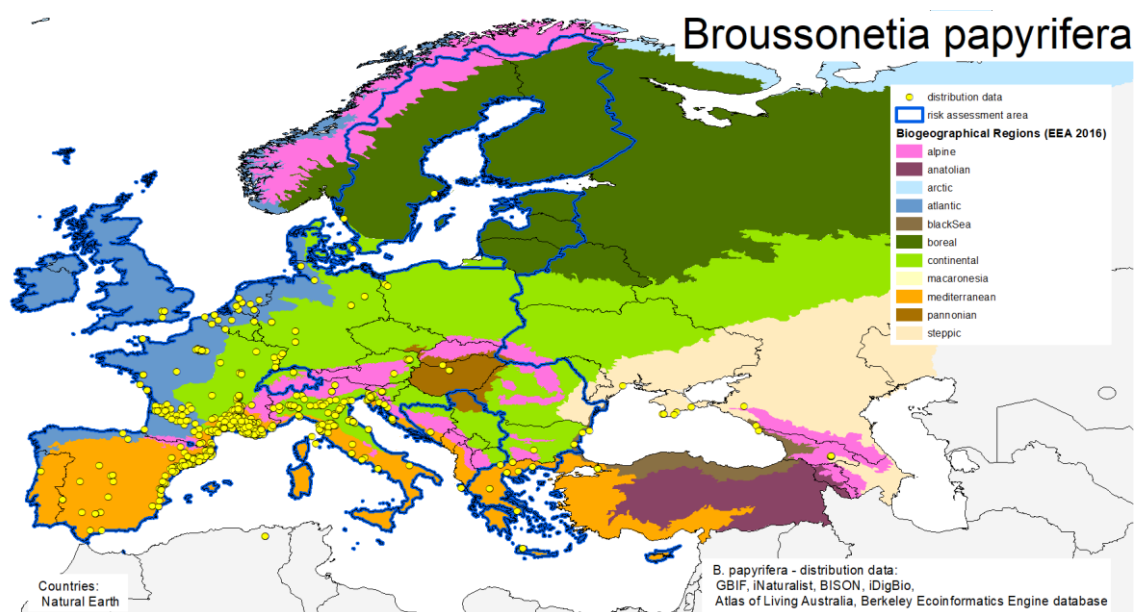 Broussonetia papyrifera
distribution data
risk assessment area
Biogeographical Regions (EEA 2016)
alpine
anatolian
arctic
atlantic
blackSea
boreal
continental
macaronesia
mediterranean
pannonian
steppic
Countries:
Natural Earth
B. papyrifera - distribution data:
GBIF, iNaturalist, BISON, iDigBio,
Atlas of Living Australia, Berkeley Ecoinformatics Engine database